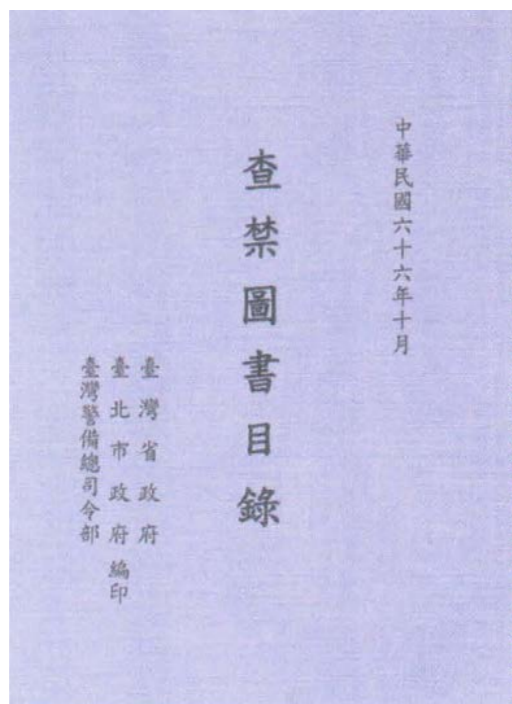 中華民國六十六年十月
查禁圖書目錄
臺灣省政府
臺北市政府編印
臺灣警備總司令部